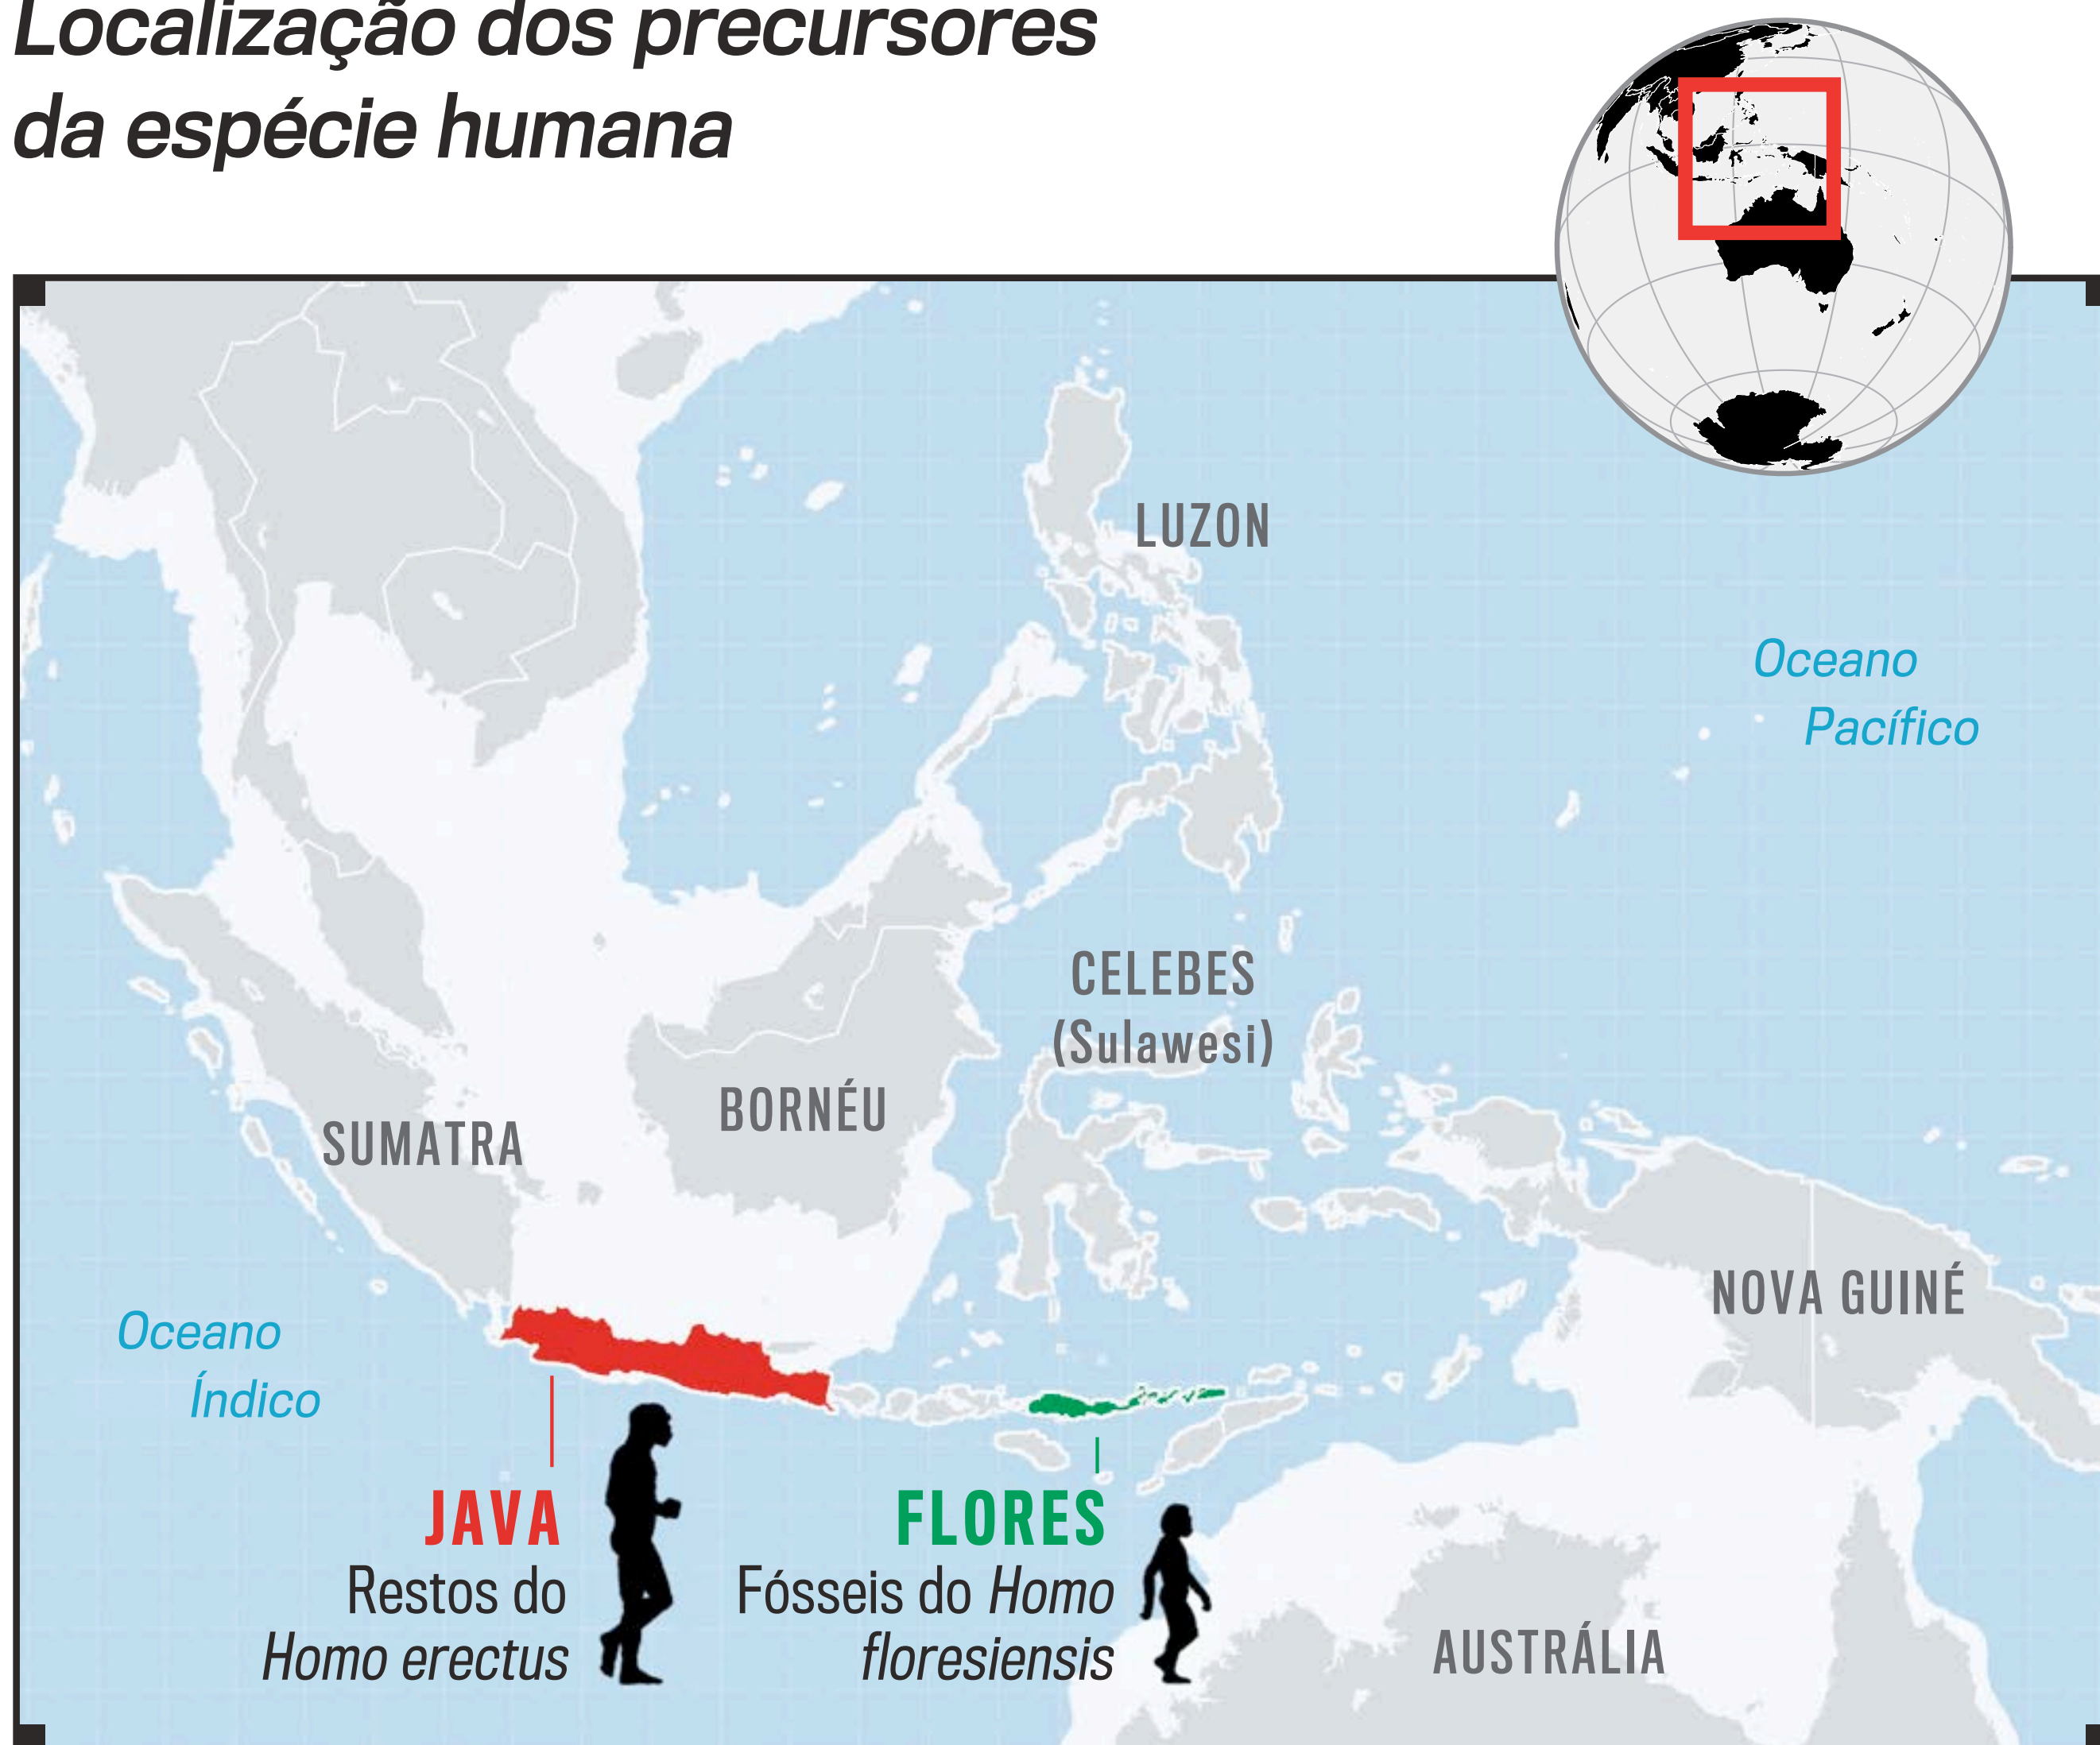 Localização dos precursores
da espécie humana
LUZON
Oceano
Pacífico
CELEBES
(Sulawesi)
BORNÉU
SUMATRA
NOVA GUINÉ
Oceano
Índico
JAVA
Restos do
Homo erectus
FLORES
Fósseis do Homo
floresiensis
AUSTRÁLIA